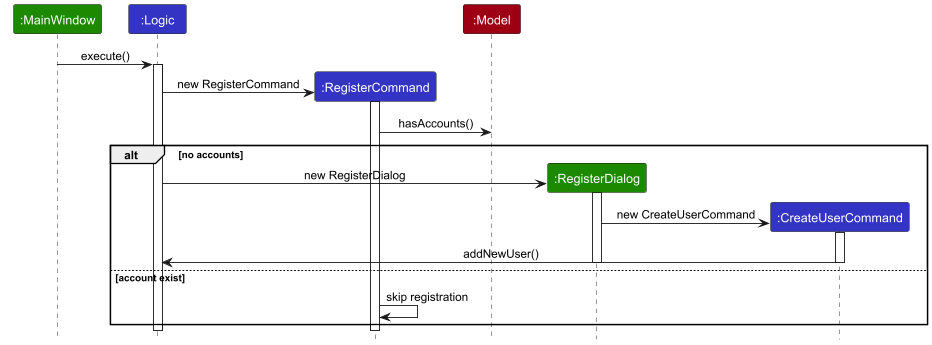 :MainWindow
:Logic
:Model
execute()
new RegisterCommand
:RegisterCommand
hasAccounts()
alt
[no accounts]
new RegisterDialog
:RegisterDialog
new CreateUserCommand
:CreateUserCommand
addNewUser()
[account exist]
skip registration